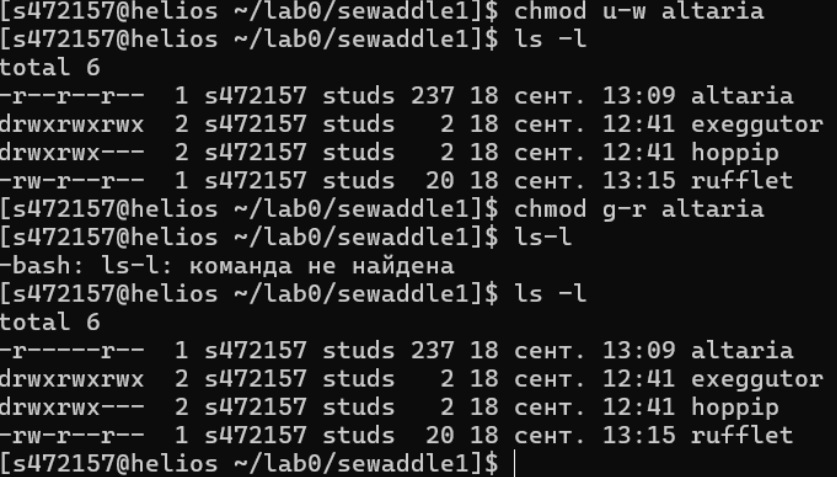 [s472157@helios ~/lab0/sewaddle1]$ chmod u-w altaria
[s472157@helios ~/lab0/sewaddle1]$ ls -l
total 6
-r--r--r--  1 s472157 studs 237 18 сент. 13:09 altaria
drwxrwxrwx  2 s472157 studs   2 18 сент. 12:41 exeggutor
drwxrwx---  2 s472157 studs   2 18 сент. 12:41 hoppip
-rw-r--r--  1 s472157 studs  20 18 сент. 13:15 rufflet
[s472157@helios ~/lab0/sewaddle1]$ chmod g-r altaria
[s472157@helios ~/lab0/sewaddle1]$ ls-l
-bash: ls-l: команда не найдена
[s472157@helios ~/lab0/sewaddle1]$ ls -l
total 6
-r-----r--  1 s472157 studs 237 18 сент. 13:09 altaria
drwxrwxrwx  2 s472157 studs   2 18 сент. 12:41 exeggutor
drwxrwx---  2 s472157 studs   2 18 сент. 12:41 hoppip
-rw-r--r--  1 s472157 studs  20 18 сент. 13:15 rufflet
[s472157@helios ~/lab0/sewaddle1]$